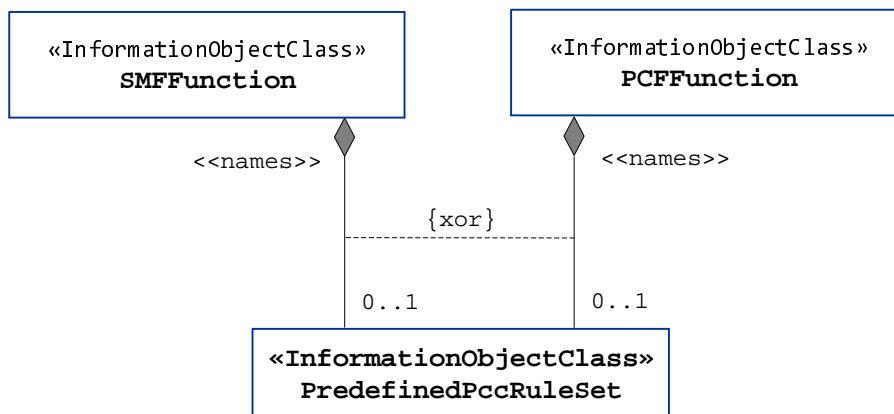 «InformationObjectClass»
SMFFunction
«InformationObjectClass»
PCFFunction
<<names>>
<<names>>
{xor}
0..1
0..1
«InformationObjectClass»
PredefinedPccRuleSet